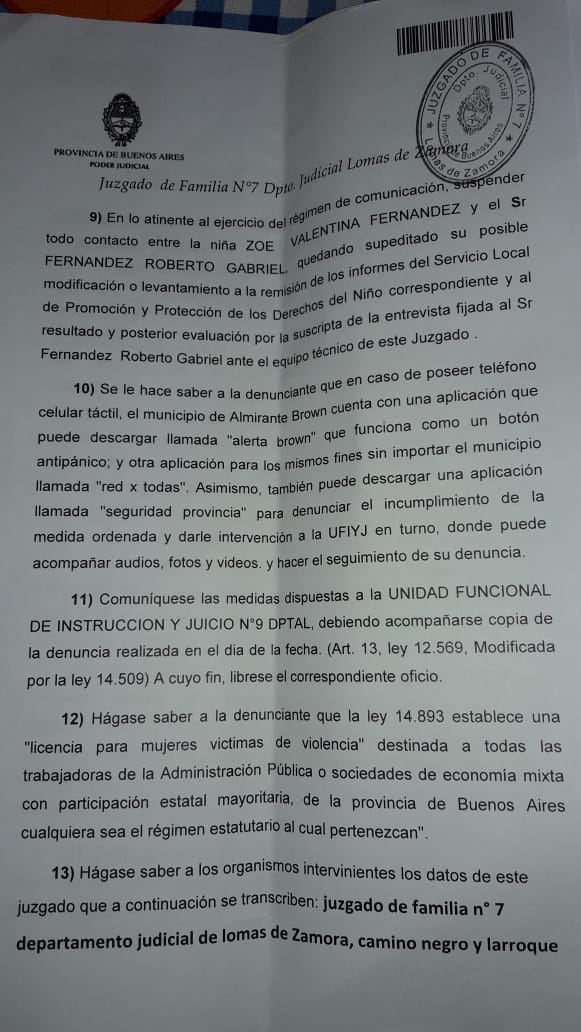 JUZGADO DE FAMILIA Nº 7
Dpto. Judicial
Provincia de Buenos Aires
Lomas de Zamora
PROVINCIA DE BUENOS AIRES
PODER JUDICIAL
Juzgado de Familia N°7 Dpto. Judicial Lomas de Zamora
9) En lo atinente al ejercicio del régimen de comunicación, suspender
todo contacto entre la niña ZOE VALENTINA FERNANDEZ y el Sr
FERNANDEZ ROBERTO GABRIEL, quedando supeditado su posible
modificación o levantamiento a la remisión de los informes del Servicio Local
de Promoción y Protección de los Derechos del Niño correspondiente y al
resultado y posterior evaluación por la suscripta de la entrevista fijada al Sr
Fernandez Roberto Gabriel ante el equipo técnico de este Juzgado .
10) Se le hace saber a la denunciante que en caso de poseer teléfono
celular táctil, el municipio de Almirante Brown cuenta con una aplicación que
puede descargar llamada "alerta brown" que funciona como un botón
antipánico; y otra aplicación para los mismos fines sin importar el municipio
llamada "red x todas". Asimismo, también puede descargar una aplicación
llamada "seguridad provincia" para denunciar el incumplimiento de la
medida ordenada y darle intervención a la UFIYJ en turno, donde puede
acompañar audios, fotos y videos. y hacer el seguimiento de su denuncia.
11) Comuníquese las medidas dispuestas a la UNIDAD FUNCIONAL
DE INSTRUCCION Y JUICIO N°9 DPTAL, debiendo acompañarse copia de
la denuncia realizada en el dia de la fecha. (Art. 13, ley 12.569, Modificada
por la ley 14.509) A cuyo fin, librese el correspondiente oficio.
12) Hágase saber a la denunciante que la ley 14.893 establece una
"licencia para mujeres victimas de violencia" destinada a todas las
trabajadoras de la Administración Pública o sociedades de economía mixta
con participación estatal mayoritaria, de la provincia de Buenos Aires
cualquiera sea el régimen estatutario al cual pertenezcan".
13) Hágase saber a los organismos intervinientes los datos de este
juzgado que a continuación se transcriben: juzgado de familia n° 7
departamento judicial de lomas de Zamora, camino negro y larroque